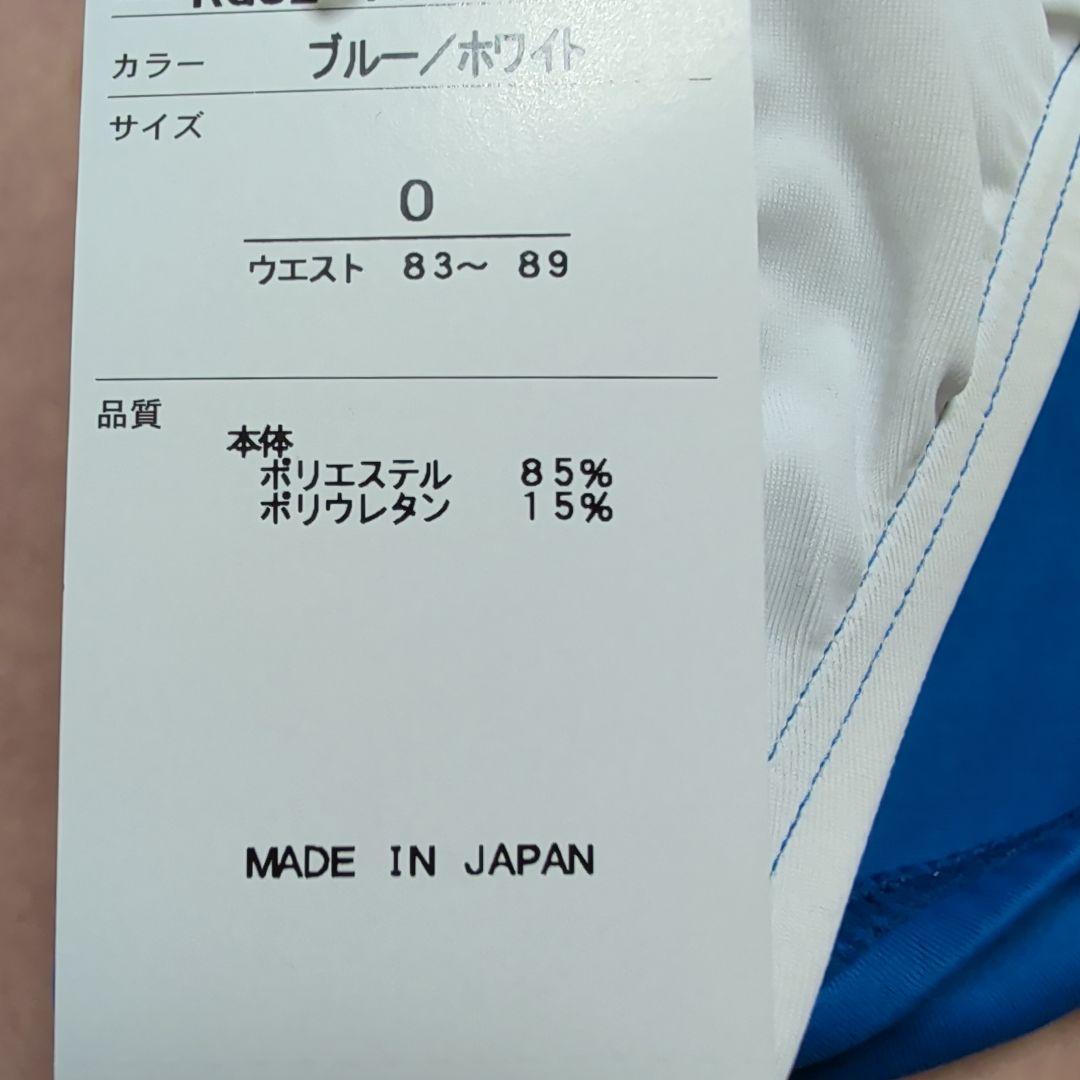 カラー ブルー／ホワイト
サイズ
O
ウエスト 83～ 89
品質
本体
ポリエステル 85%
ポリウレタン 15%
MADE IN JAPAN